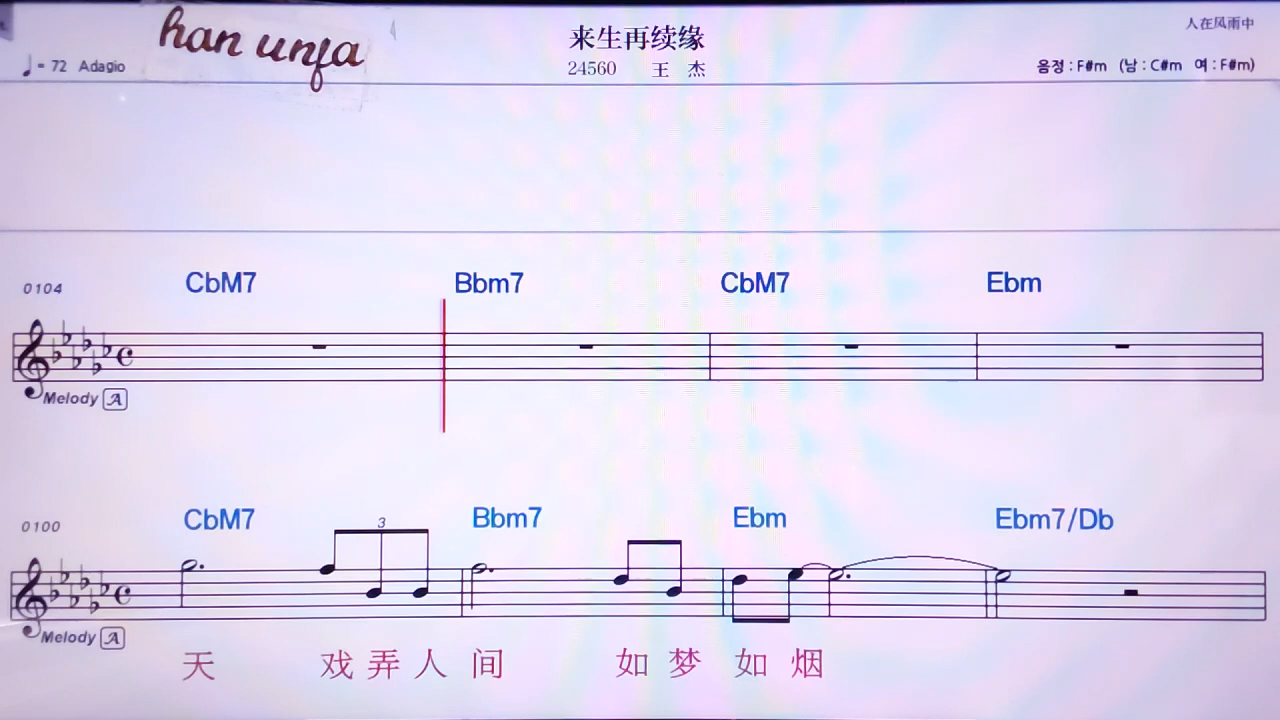 han unfa
来生再续缘
人在风雨中
♩= 72 Adagio
24560 王 杰
음정 : F#m (남 : C#m 여 : F#m)
CbM7 Bbm7 CbM7 Ebm
0104
Melody A
CbM7 3 Bbm7 Ebm Ebm7/Db
0100
Melody A
天 戏 弄 人 间 如 梦 如 烟